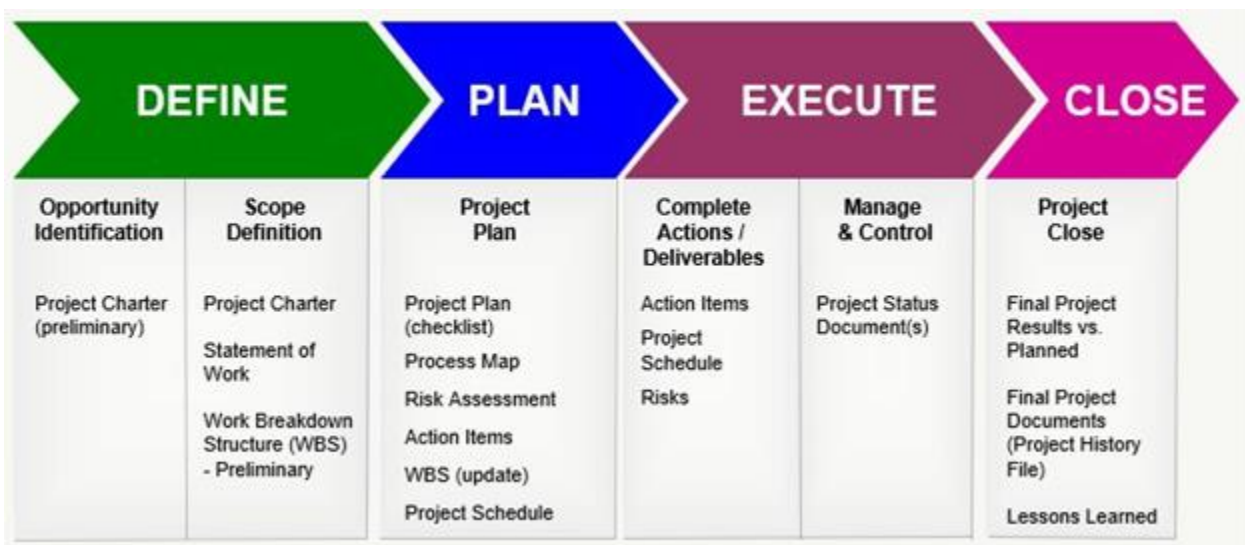 DEFINE
PLAN
EXECUTE
CLOSE
Opportunity
Identification
Project Charter
(preliminary)
Scope
Definition
Project Charter
Statement of
Work
Work Breakdown
Structure (WBS)
- Preliminary
Project
Plan
Project Plan
(checklist)
Process Map
Risk Assessment
Action Items
WBS (update)
Project Schedule
Complete
Actions /
Deliverables
Action Items
Project
Schedule
Risks
Manage
& Control
Project Status
Document(s)
Project
Close
Final Project
Results vs.
Planned
Final Project
Documents
(Project History
File)
Lessons Learned